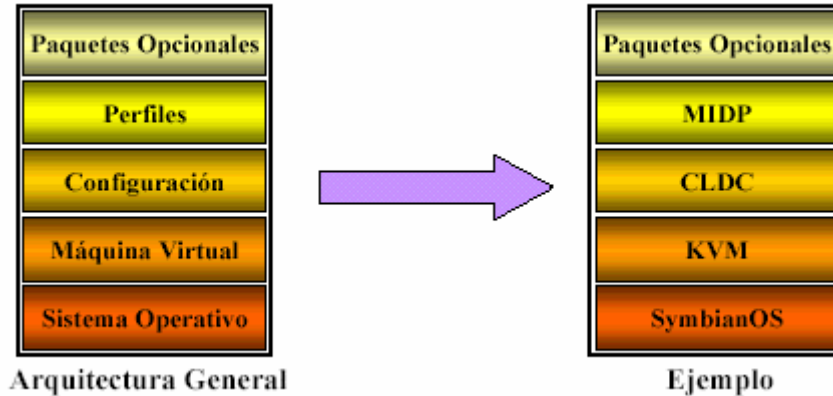 Paquetes Opcionales
Perfiles
Configuración
Máquina Virtual
Sistema Operativo
Arquitectura General
Paquetes Opcionales
MIDP
CLDC
KVM
SymbianOS
Ejemplo